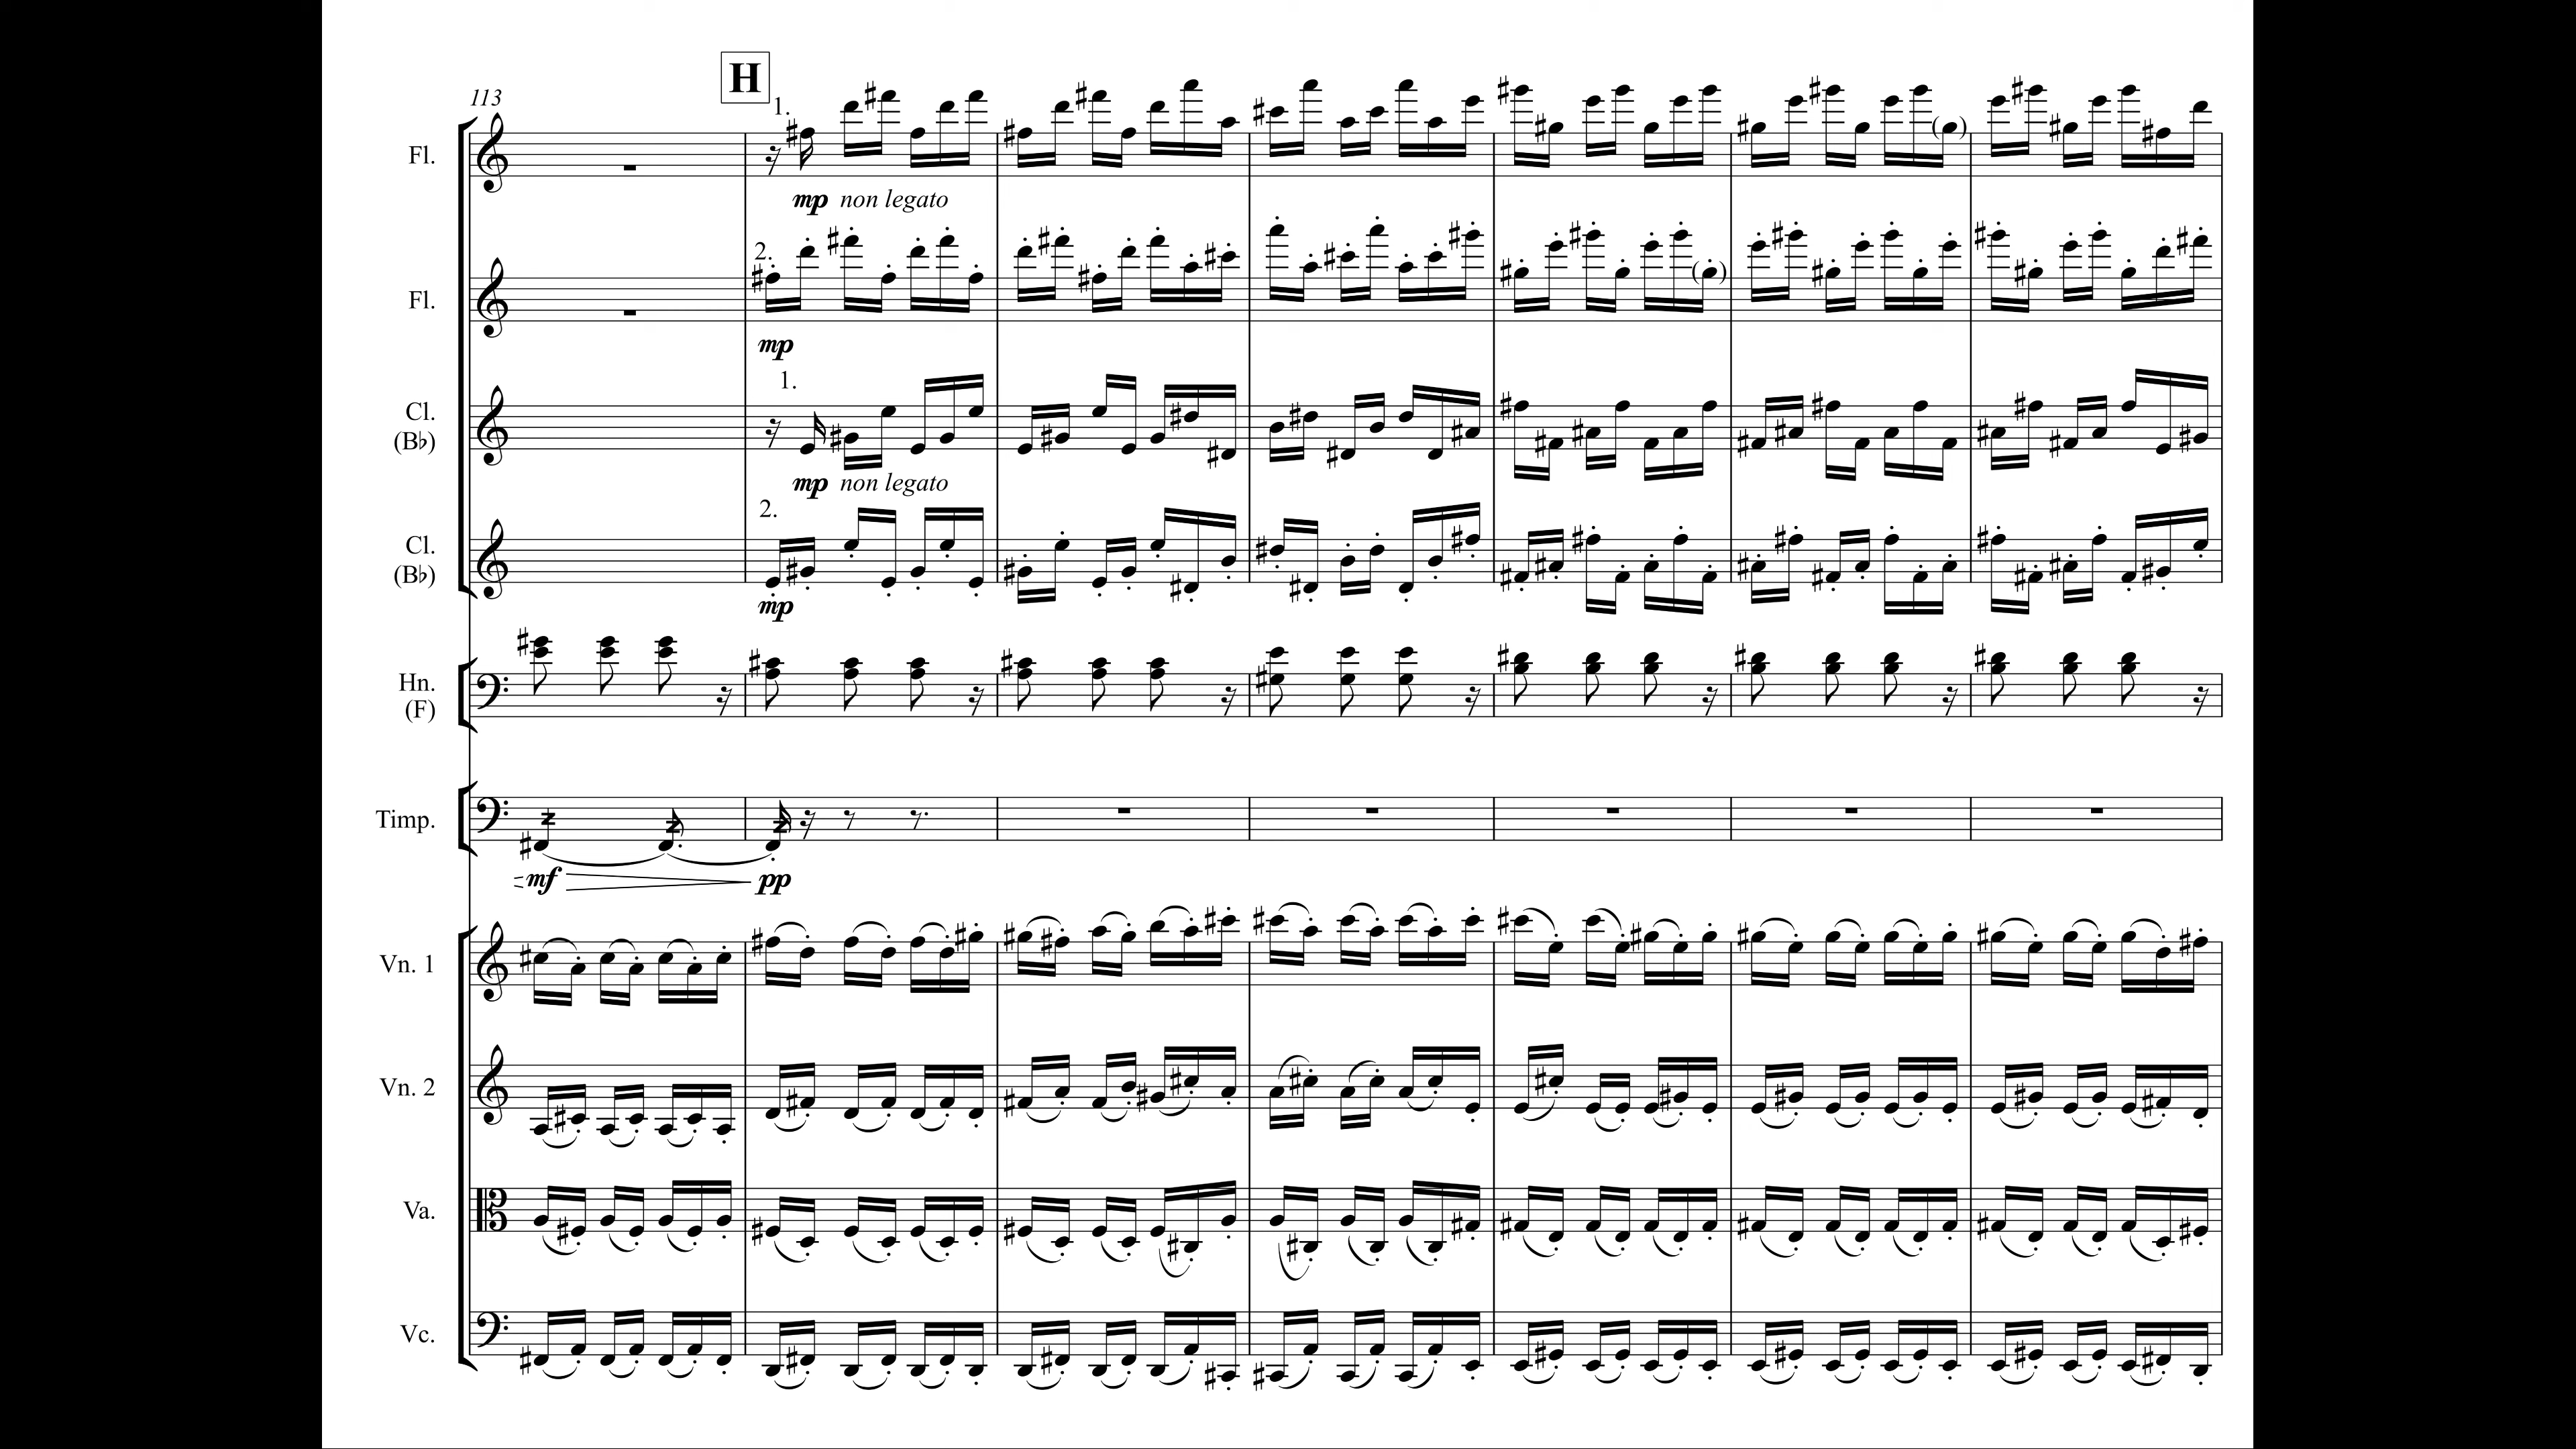 H
113
1.
Fl.
mp non legato
2.
Fl.
mp
1.
Cl.
(B♭)
mp non legato
2.
Cl.
(B♭)
mp
Hn.
(F)
Timp.
mf pp
Vn. 1
Vn. 2
Va.
Vc.